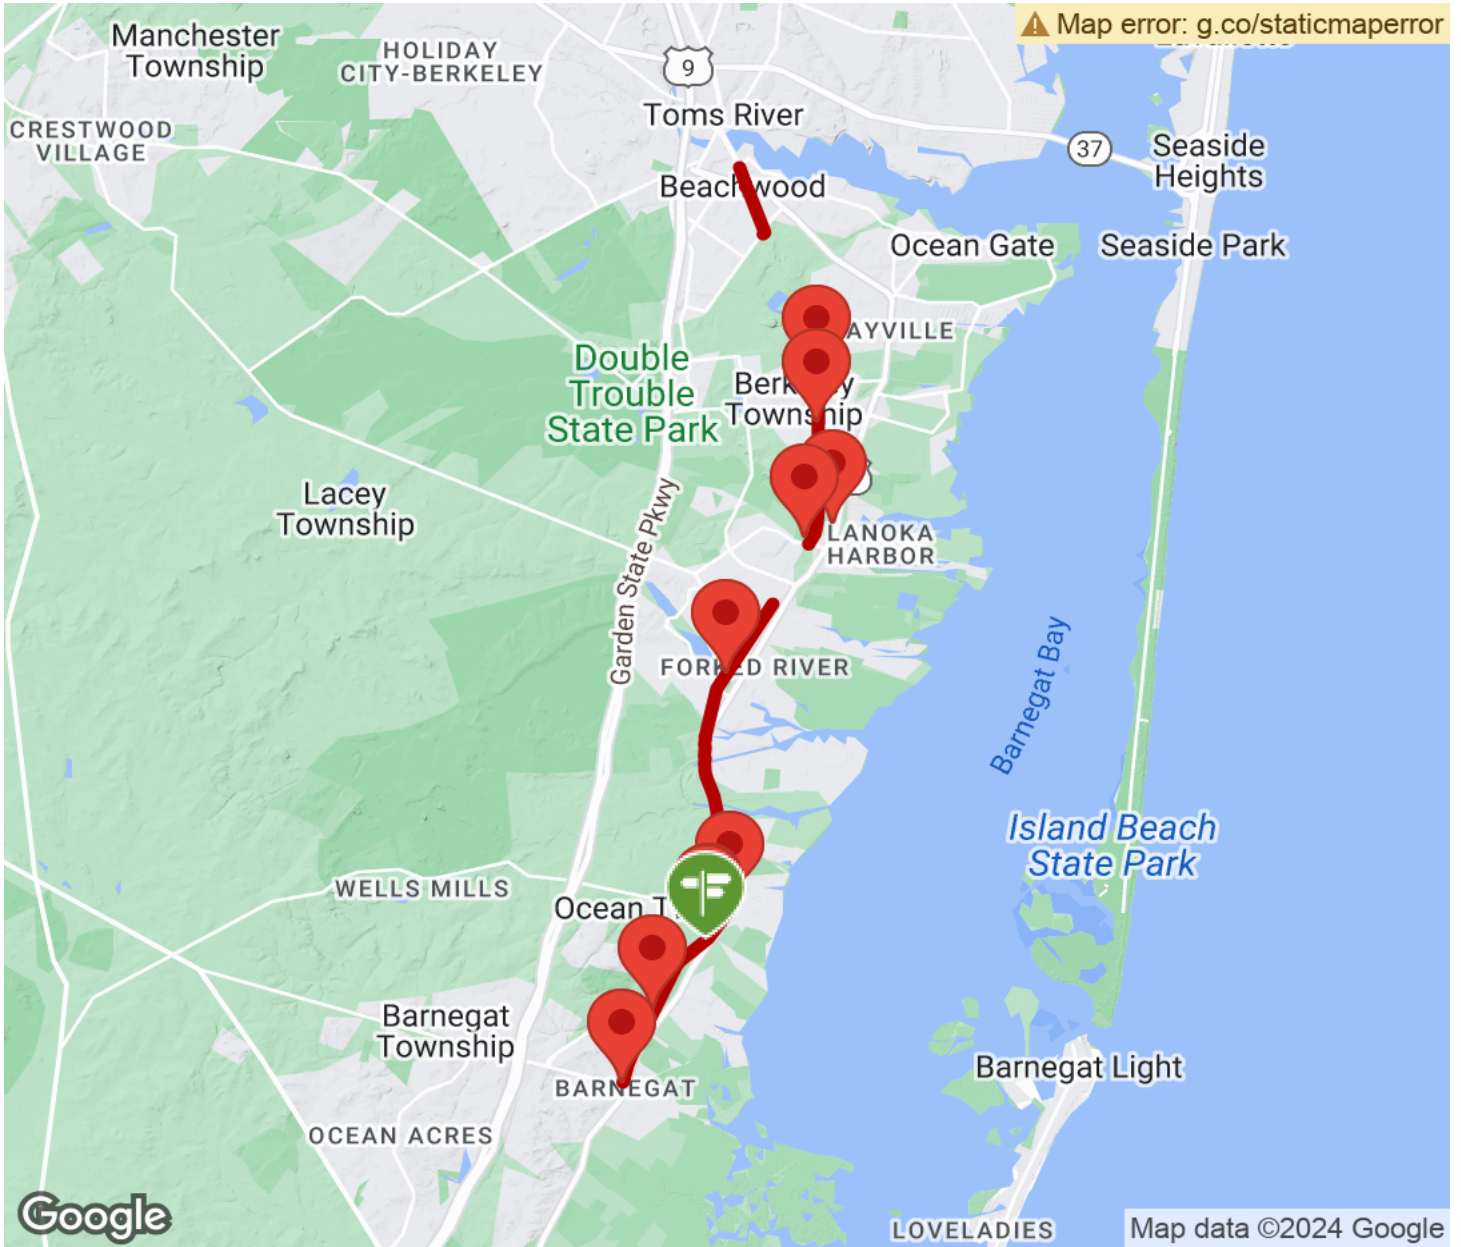 Map error: g.co/staticmaperror
Manchester
Township
HOLIDAY
CITY-BERKELEY
9
Toms River
CRESTWOOD
VILLAGE
37
Seaside
Heights
Beachwood
Ocean Gate
Seaside Park
AYVILLE
Double
Trouble
State Park
Township
Lacey
Township
Garden State Pkwy
LANOKA
HARBOR
FORKED RIVER
Barnegat Bay
Island Beach
State Park
WELLS MILLS
Ocean T
Barnegat
Township
Barnegat Light
BARNEGAT
OCEAN ACRES
Google
LOVELADIES
Map data ©2024 Google